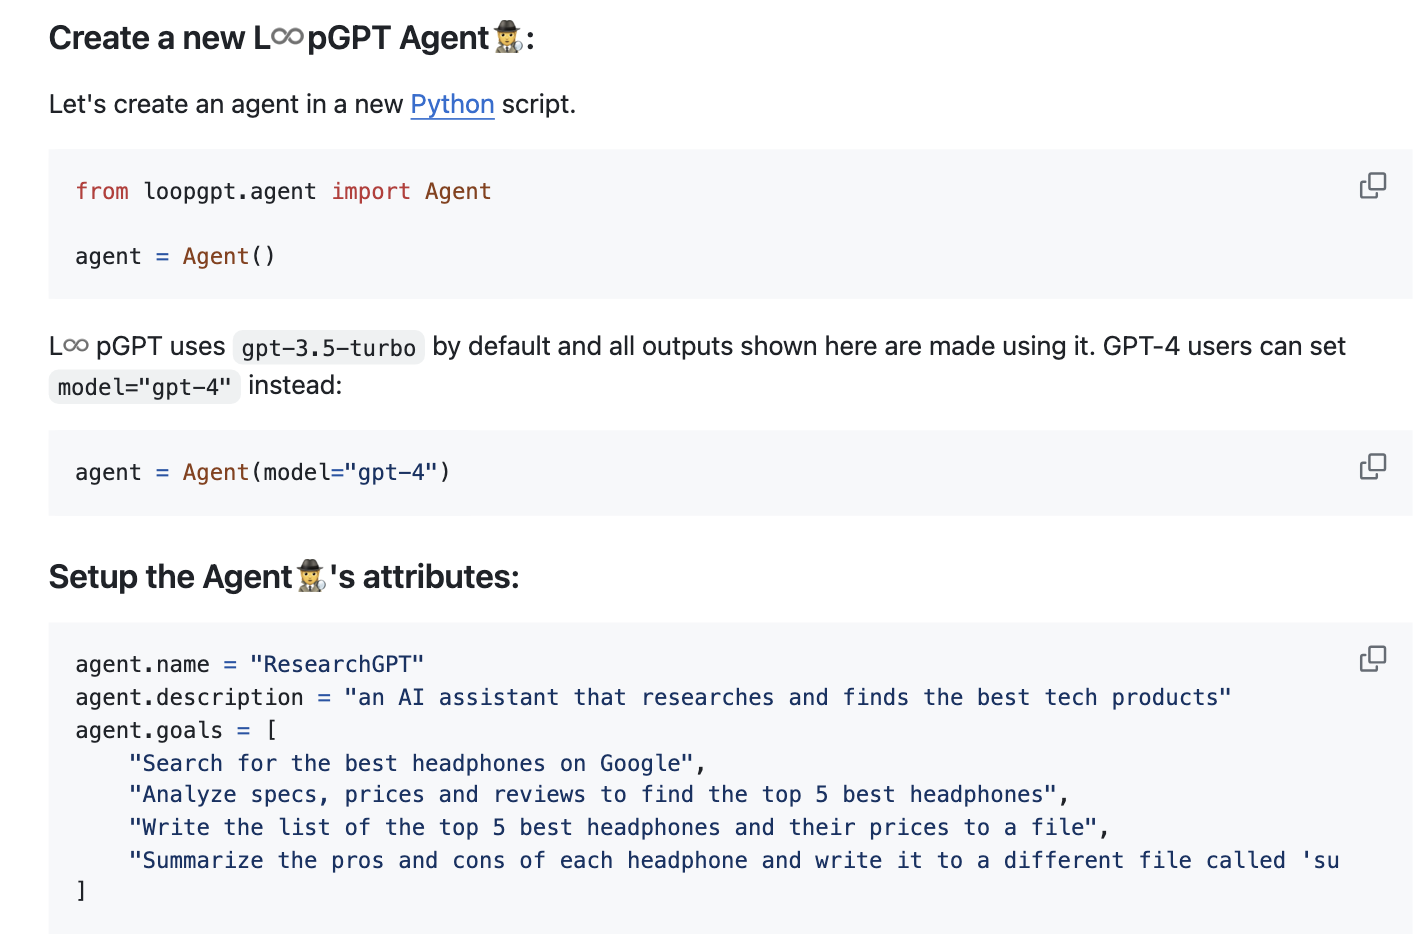 Create a new L∞pGPT Agent🕵️:
Let's create an agent in a new Python script.
from loopgpt.agent import Agent
agent = Agent()
L∞ pGPT uses gpt-3.5-turbo by default and all outputs shown here are made using it. GPT-4 users can set
model="gpt-4" instead:
agent = Agent(model="gpt-4")
Setup the Agent🕵️'s attributes:
agent.name = "ResearchGPT"
agent.description = "an AI assistant that researches and finds the best tech products"
agent.goals = [
    "Search for the best headphones on Google",
    "Analyze specs, prices and reviews to find the top 5 best headphones",
    "Write the list of the top 5 best headphones and their prices to a file",
    "Summarize the pros and cons of each headphone and write it to a different file called 'su
]